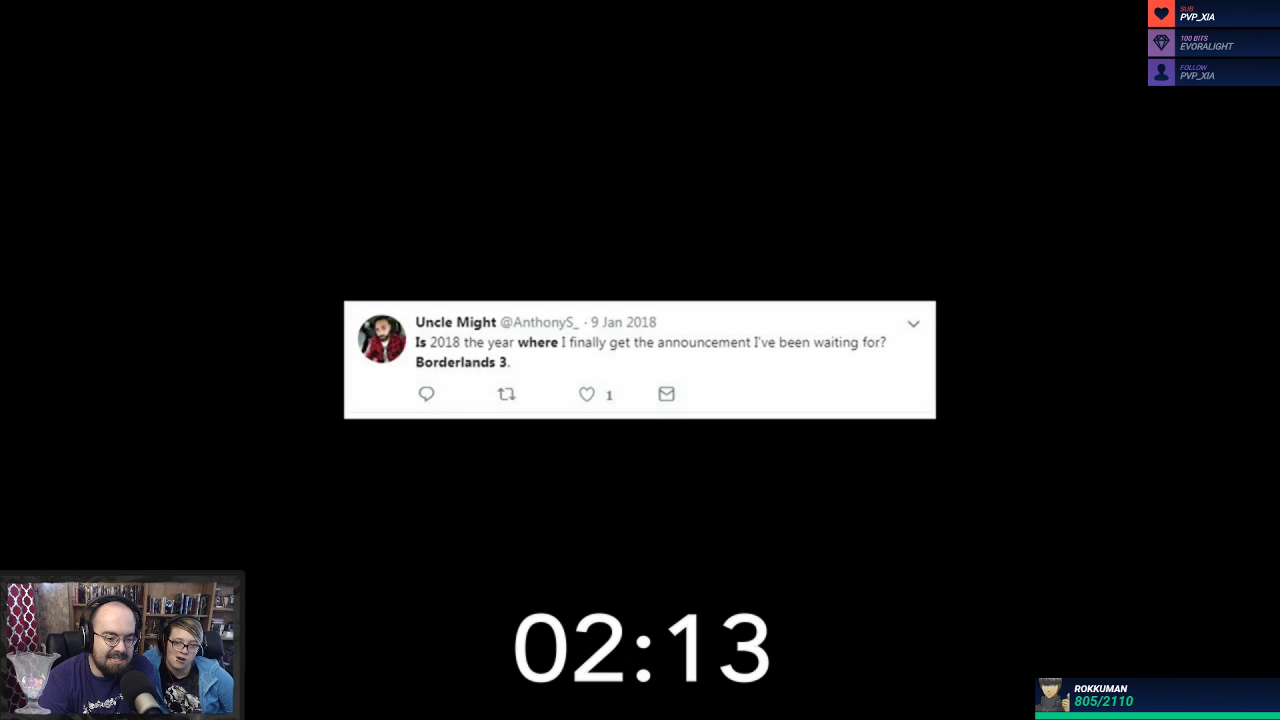 SUB
PVP_XIA
100 BITS
EVORALIGHT
FOLLOW
PVP_XIA
Uncle Might @AnthonyS_ · 9 Jan 2018
Is 2018 the year where I finally get the announcement I've been waiting for?
Borderlands 3.
1
02:13
ROKKUMAN
805/2110